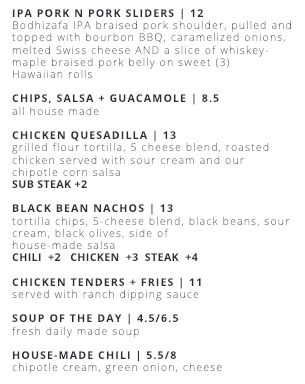 IPA PORK N PORK SLIDERS | 12
Bodhizafa IPA braised pork shoulder, pulled and
topped with bourbon BBQ, caramelized onions,
melted Swiss cheese AND a slice of whiskey-
maple braised pork belly on sweet (3)
Hawaiian rolls
CHIPS, SALSA + GUACAMOLE | 8.5
all house made
CHICKEN QUESADILLA | 13
grilled flour tortilla, 5 cheese blend, roasted
chicken served with sour cream and our
chipotle corn salsa
SUB STEAK +2
BLACK BEAN NACHOS | 13
tortilla chips, 5-cheese blend, black beans, sour
cream, black olives, side of
house-made salsa
CHILI +2 CHICKEN +3 STEAK +4
CHICKEN TENDERS + FRIES | 11
served with ranch dipping sauce
SOUP OF THE DAY | 4.5/6.5
fresh daily made soup
HOUSE-MADE CHILI | 5.5/8
chipotle cream, green onion, cheese